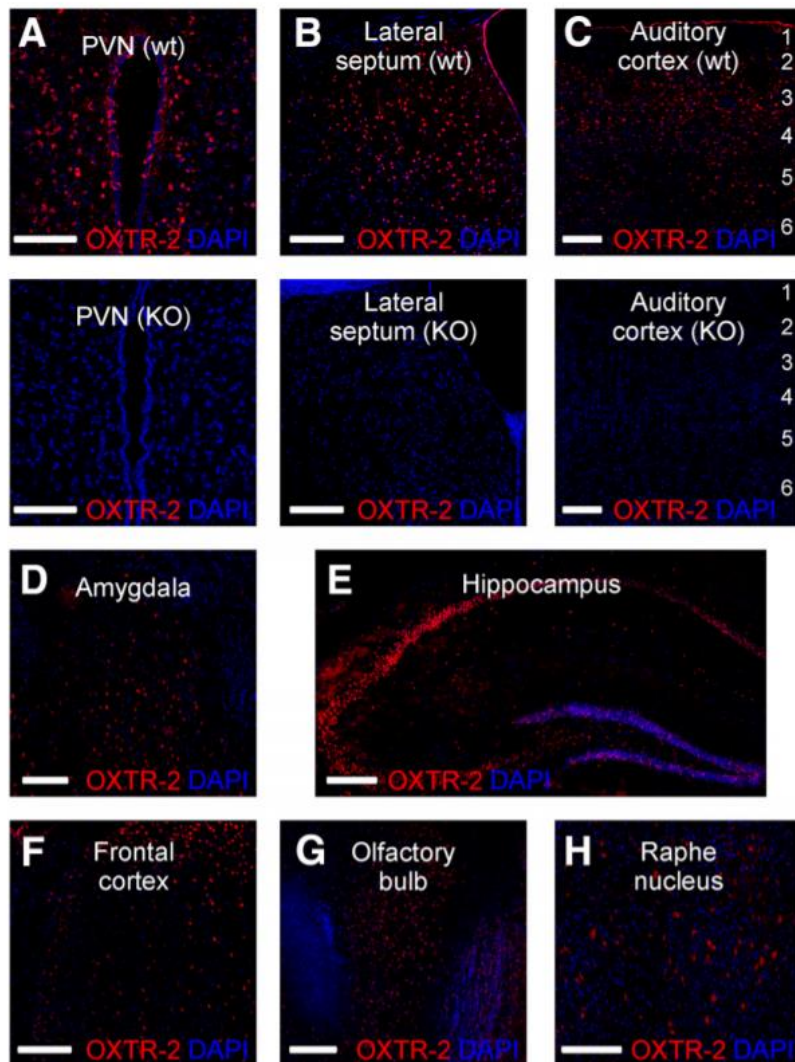 A
PVN (wt)
OXTR-2 DAPI
B
Lateral
septum (wt)
OXTR-2 DAPI
C
Auditory
cortex (wt)
1
2
3
4
5
6
OXTR-2 DAPI
PVN (KO)
OXTR-2 DAPI
Lateral
septum (KO)
OXTR-2 DAPI
Auditory
cortex (KO)
1
2
3
4
5
6
OXTR-2 DAPI
D
Amygdala
OXTR-2 DAPI
E
Hippocampus
OXTR-2 DAPI
F
Frontal
cortex
OXTR-2 DAPI
G
Olfactory
bulb
OXTR-2 DAPI
H
Raphe
nucleus
OXTR-2 DAPI